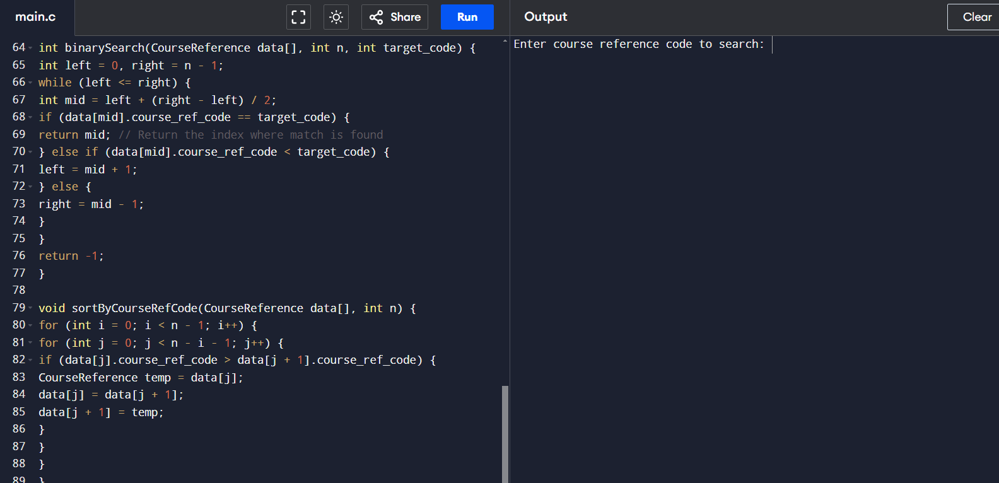 main.c
Share
Run
Output
Clear
64 int binarySearch(CourseReference data[], int n, int target_code) {
65 int left = 0, right = n - 1;
66 while (left <= right) {
67 int mid = left + (right - left) / 2;
68 if (data[mid].course_ref_code == target_code) {
69 return mid; // Return the index where match is found
70 } else if (data[mid].course_ref_code < target_code) {
71 left = mid + 1;
72 } else {
73 right = mid - 1;
74 }
75 }
76 return -1;
77 }
78
79 void sortByCourseRefCode(CourseReference data[], int n) {
80 for (int i = 0; i < n - 1; i++) {
81 for (int j = 0; j < n - i - 1; j++) {
82 if (data[j].course_ref_code > data[j + 1].course_ref_code) {
83 CourseReference temp = data[j];
84 data[j] = data[j + 1];
85 data[j + 1] = temp;
86 }
87 }
88 }
89 }
Enter course reference code to search: